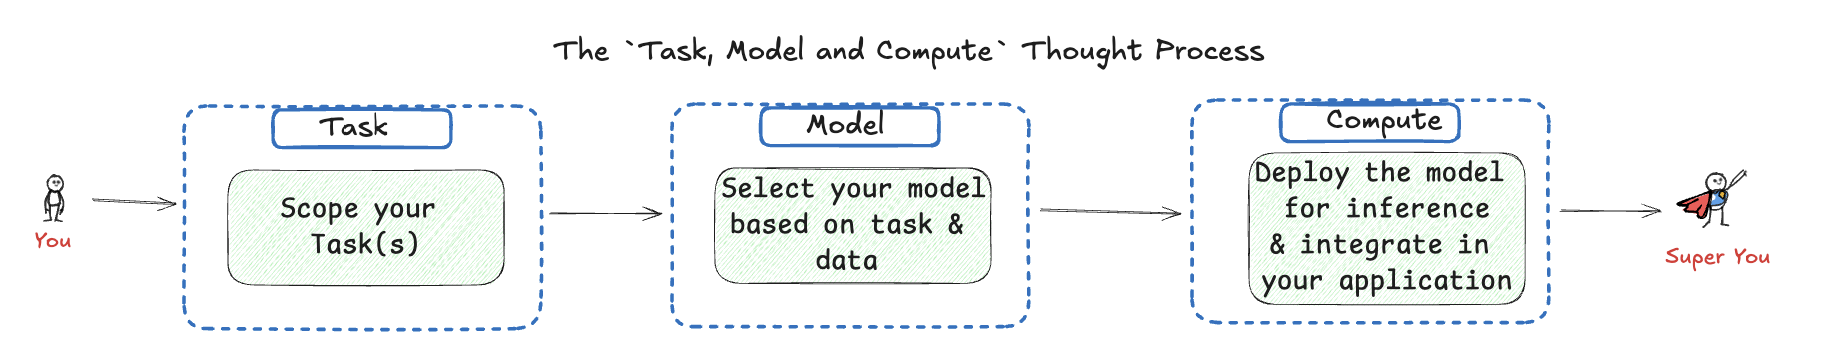 The `Task, Model and Compute` Thought Process
Task
Scope your
Task(s)
Model
Select your model
based on task &
data
Compute
Deploy the model
for inference
& integrate in
your application
You
Super You